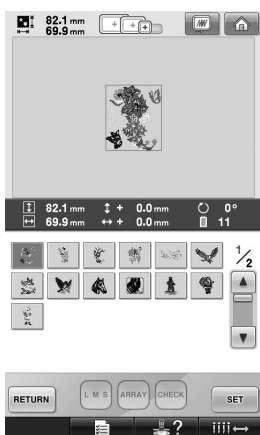 82.1 mm
69.9 mm
82.1 mm + 0.0 mm 0°
69.9 mm + 0.0 mm 11
1/2
RETURN L M S ARRAY CHECK SET
?